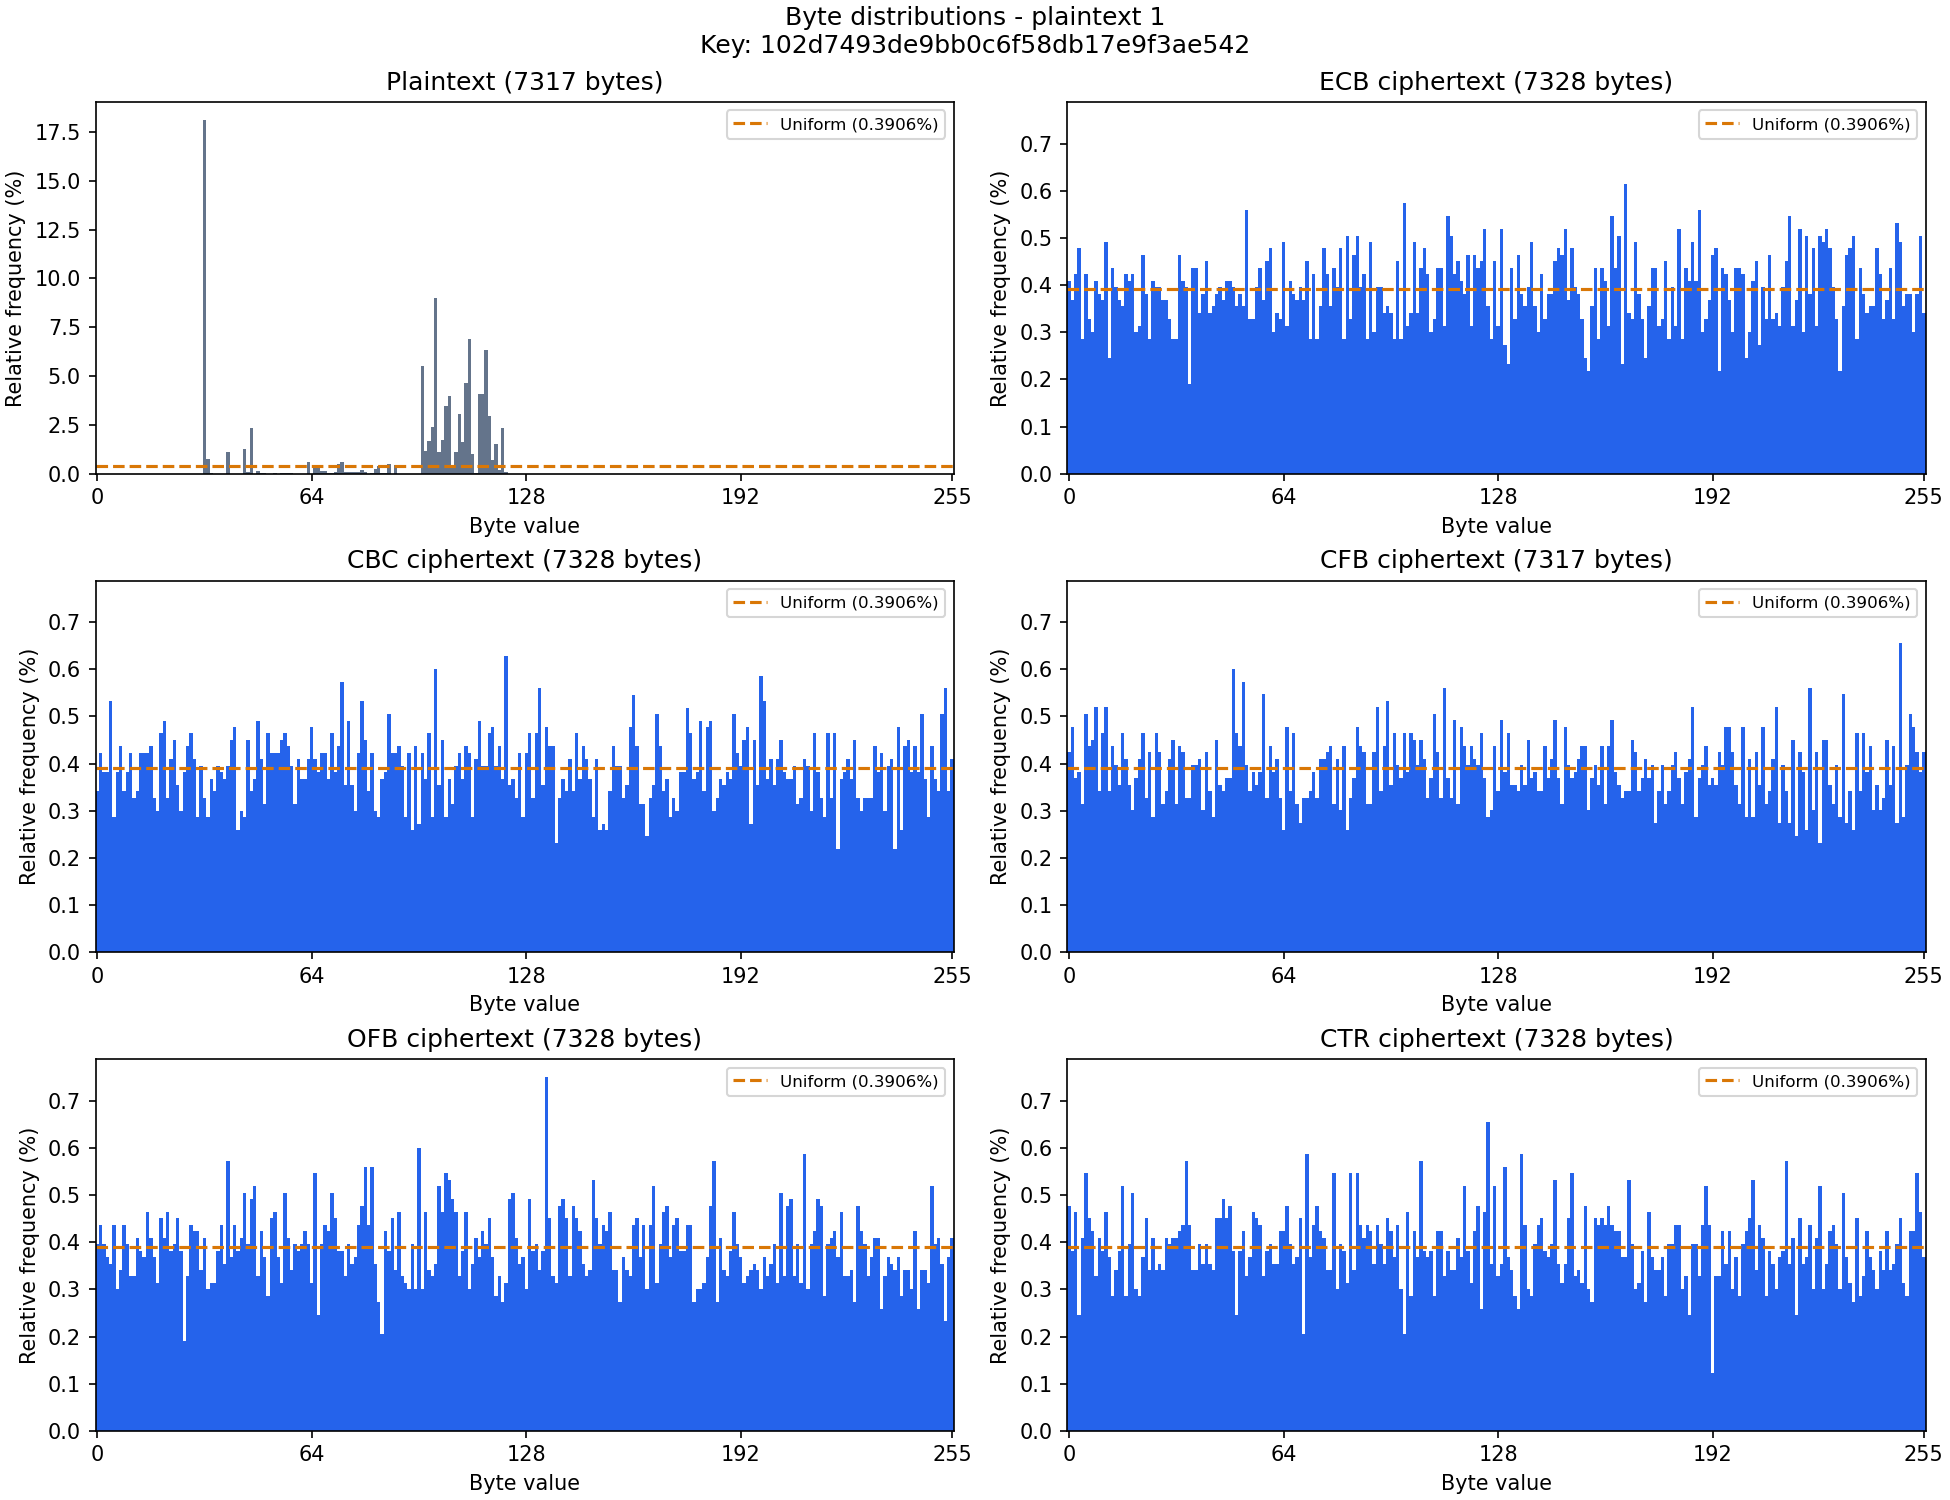 Byte distributions - plaintext 1
Key: 102d7493de9bb0c6f58db17e9f3ae542
Plaintext (7317 bytes)
Relative frequency (%)
17.5
15.0
12.5
10.0
7.5
5.0
2.5
0.0
Uniform (0.3906%)
0 64 128 192 255
Byte value
ECB ciphertext (7328 bytes)
Relative frequency (%)
0.7
0.6
0.5
0.4
0.3
0.2
0.1
0.0
Uniform (0.3906%)
0 64 128 192 255
Byte value
CBC ciphertext (7328 bytes)
Relative frequency (%)
0.7
0.6
0.5
0.4
0.3
0.2
0.1
0.0
Uniform (0.3906%)
0 64 128 192 255
Byte value
CFB ciphertext (7317 bytes)
Relative frequency (%)
0.7
0.6
0.5
0.4
0.3
0.2
0.1
0.0
Uniform (0.3906%)
0 64 128 192 255
Byte value
OFB ciphertext (7328 bytes)
Relative frequency (%)
0.7
0.6
0.5
0.4
0.3
0.2
0.1
0.0
Uniform (0.3906%)
0 64 128 192 255
Byte value
CTR ciphertext (7328 bytes)
Relative frequency (%)
0.7
0.6
0.5
0.4
0.3
0.2
0.1
0.0
Uniform (0.3906%)
0 64 128 192 255
Byte value